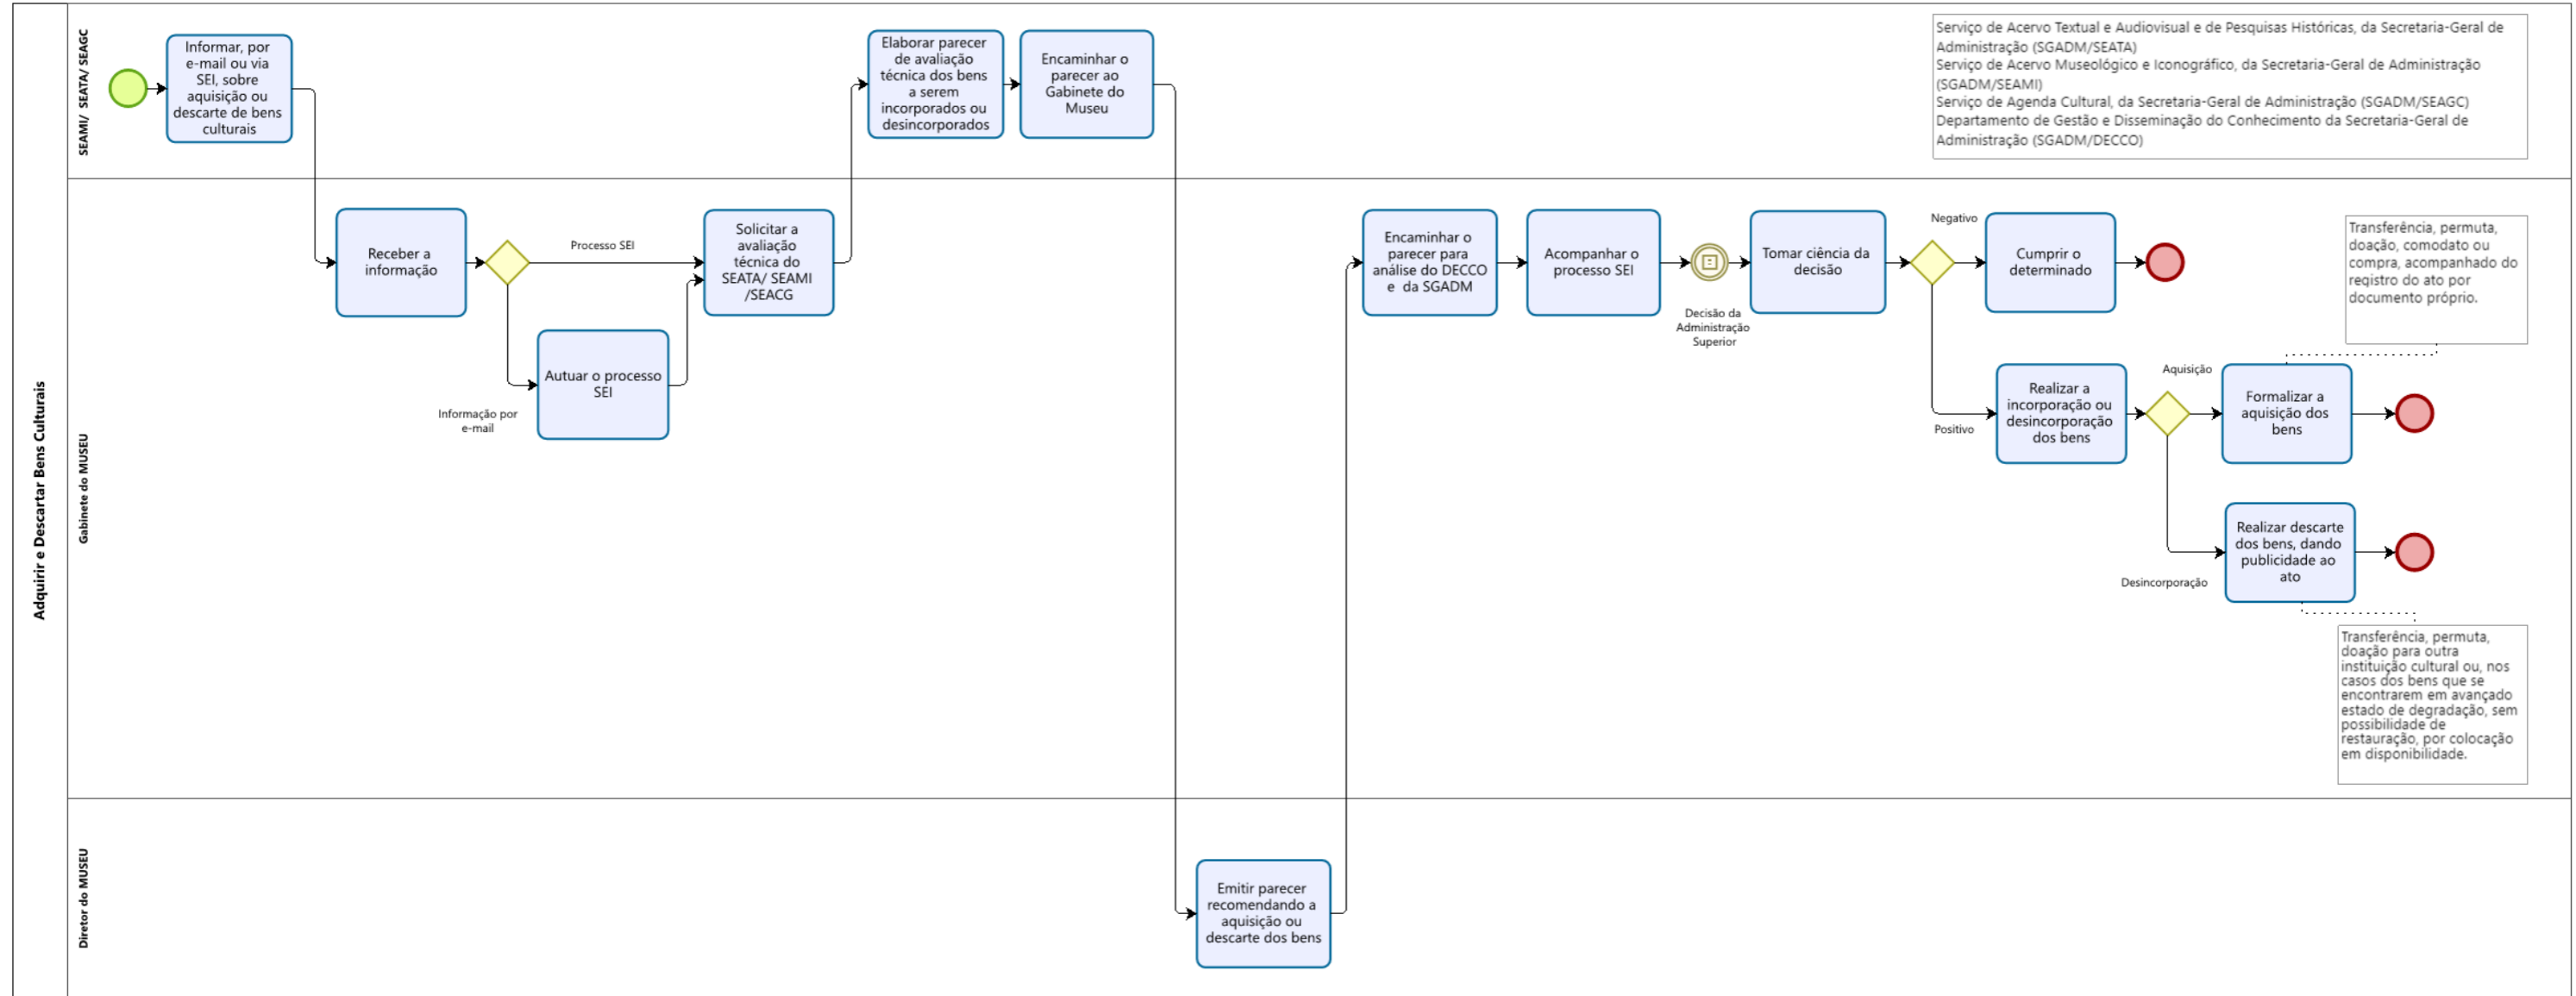 Adquirir e Descartar Bens Culturais
SEAMI/ SEATA/ SEAGC
Informar, por
e-mail ou via
SEI, sobre
aquisição ou
descarte de bens
culturais
Elaborar parecer
de avaliação
técnica dos bens
a serem
incorporados ou
desincorporados
Encaminhar o
parecer ao
Gabinete do
Museu
Serviço de Acervo Textual e Audiovisual e de Pesquisas Históricas, da Secretaria-Geral de
Administração (SGADM/SEATA)
Serviço de Acervo Museológico e Iconográfico, da Secretaria-Geral de Administração
(SGADM/SEAMI)
Serviço de Agenda Cultural, da Secretaria-Geral de Administração (SGADM/SEAGC)
Departamento de Gestão e Disseminação do Conhecimento da Secretaria-Geral de
Administração (SGADM/DECCO)
Gabinete do MUSEU
Receber a
informação
Processo SEI
Informação por
e-mail
Autuar o processo
SEI
Solicitar a
avaliação
técnica do
SEATA/ SEAMI
/SEACG
Encaminhar o
parecer para
análise do DECCO
e da SGADM
Acompanhar o
processo SEI
Decisão da
Administração
Superior
Tomar ciência da
decisão
Negativo
Cumprir o
determinado
Transferência, permuta,
doação, comodato ou
compra, acompanhado do
registro do ato por
documento próprio.
Positivo
Realizar a
incorporação ou
desincorporação
dos bens
Aquisição
Formalizar a
aquisição dos
bens
Desincorporação
Realizar descarte
dos bens, dando
publicidade ao
ato
Transferência, permuta,
doação para outra
instituição cultural ou, nos
casos dos bens que se
encontrarem em avançado
estado de degradação, sem
possibilidade de
restauração, por colocação
em disponibilidade.
Diretor do MUSEU
Emitir parecer
recomendando a
aquisição ou
descarte dos bens